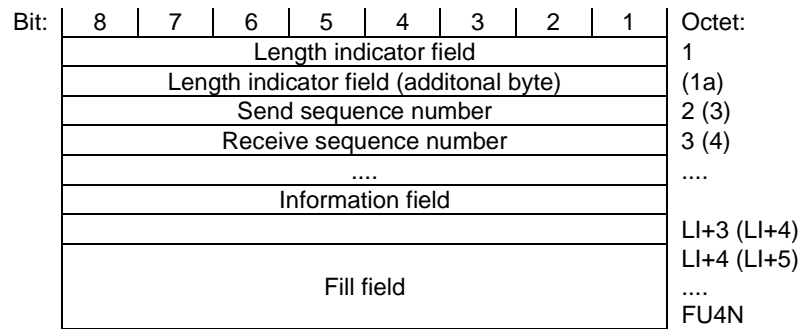 Bit: 8 7 6 5 4 3 2 1 Octet:
Length indicator field 1
Length indicator field (additonal byte) (1a)
Send sequence number 2 (3)
Receive sequence number 3 (4)
.... ....
Information field
LI+3 (LI+4)
LI+4 (LI+5)
Fill field ....
FU4N